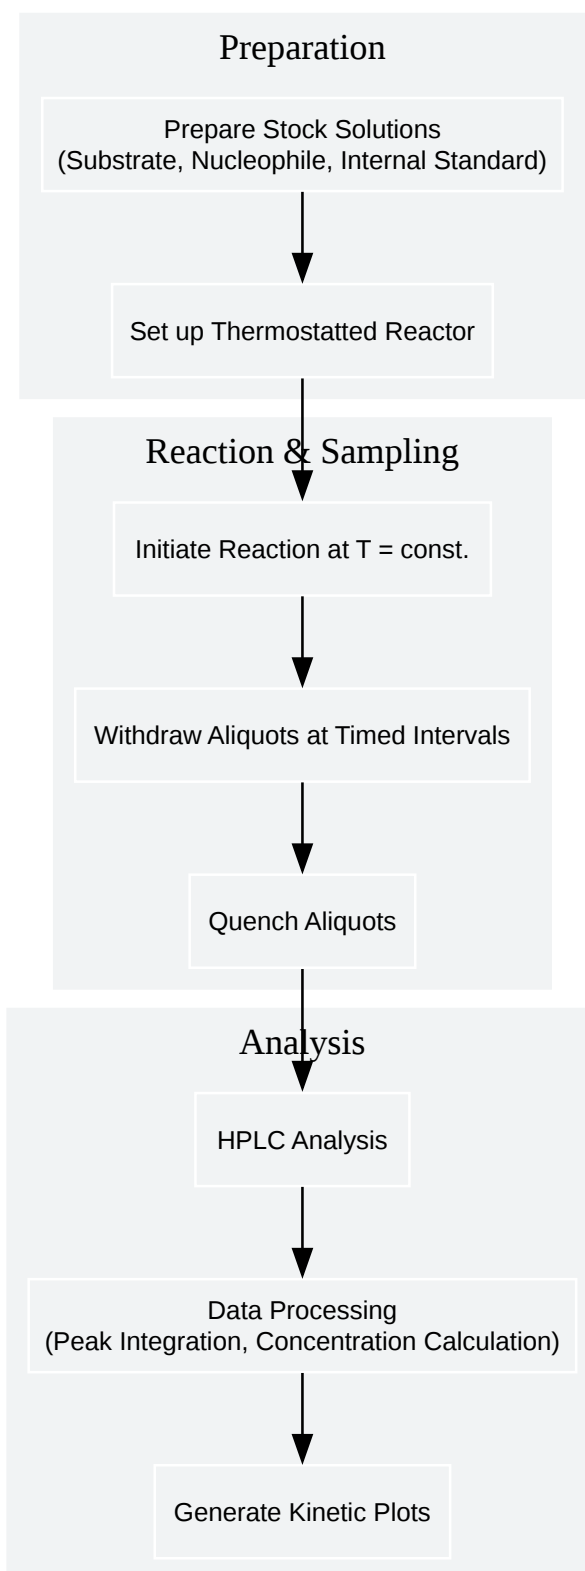 Preparation
Prepare Stock Solutions
(Substrate, Nucleophile, Internal Standard)
Set up Thermostatted Reactor
Reaction & Sampling
Initiate Reaction at T = const.
Withdraw Aliquots at Timed Intervals
Quench Aliquots
Analysis
HPLC Analysis
Data Processing
(Peak Integration, Concentration Calculation)
Generate Kinetic Plots